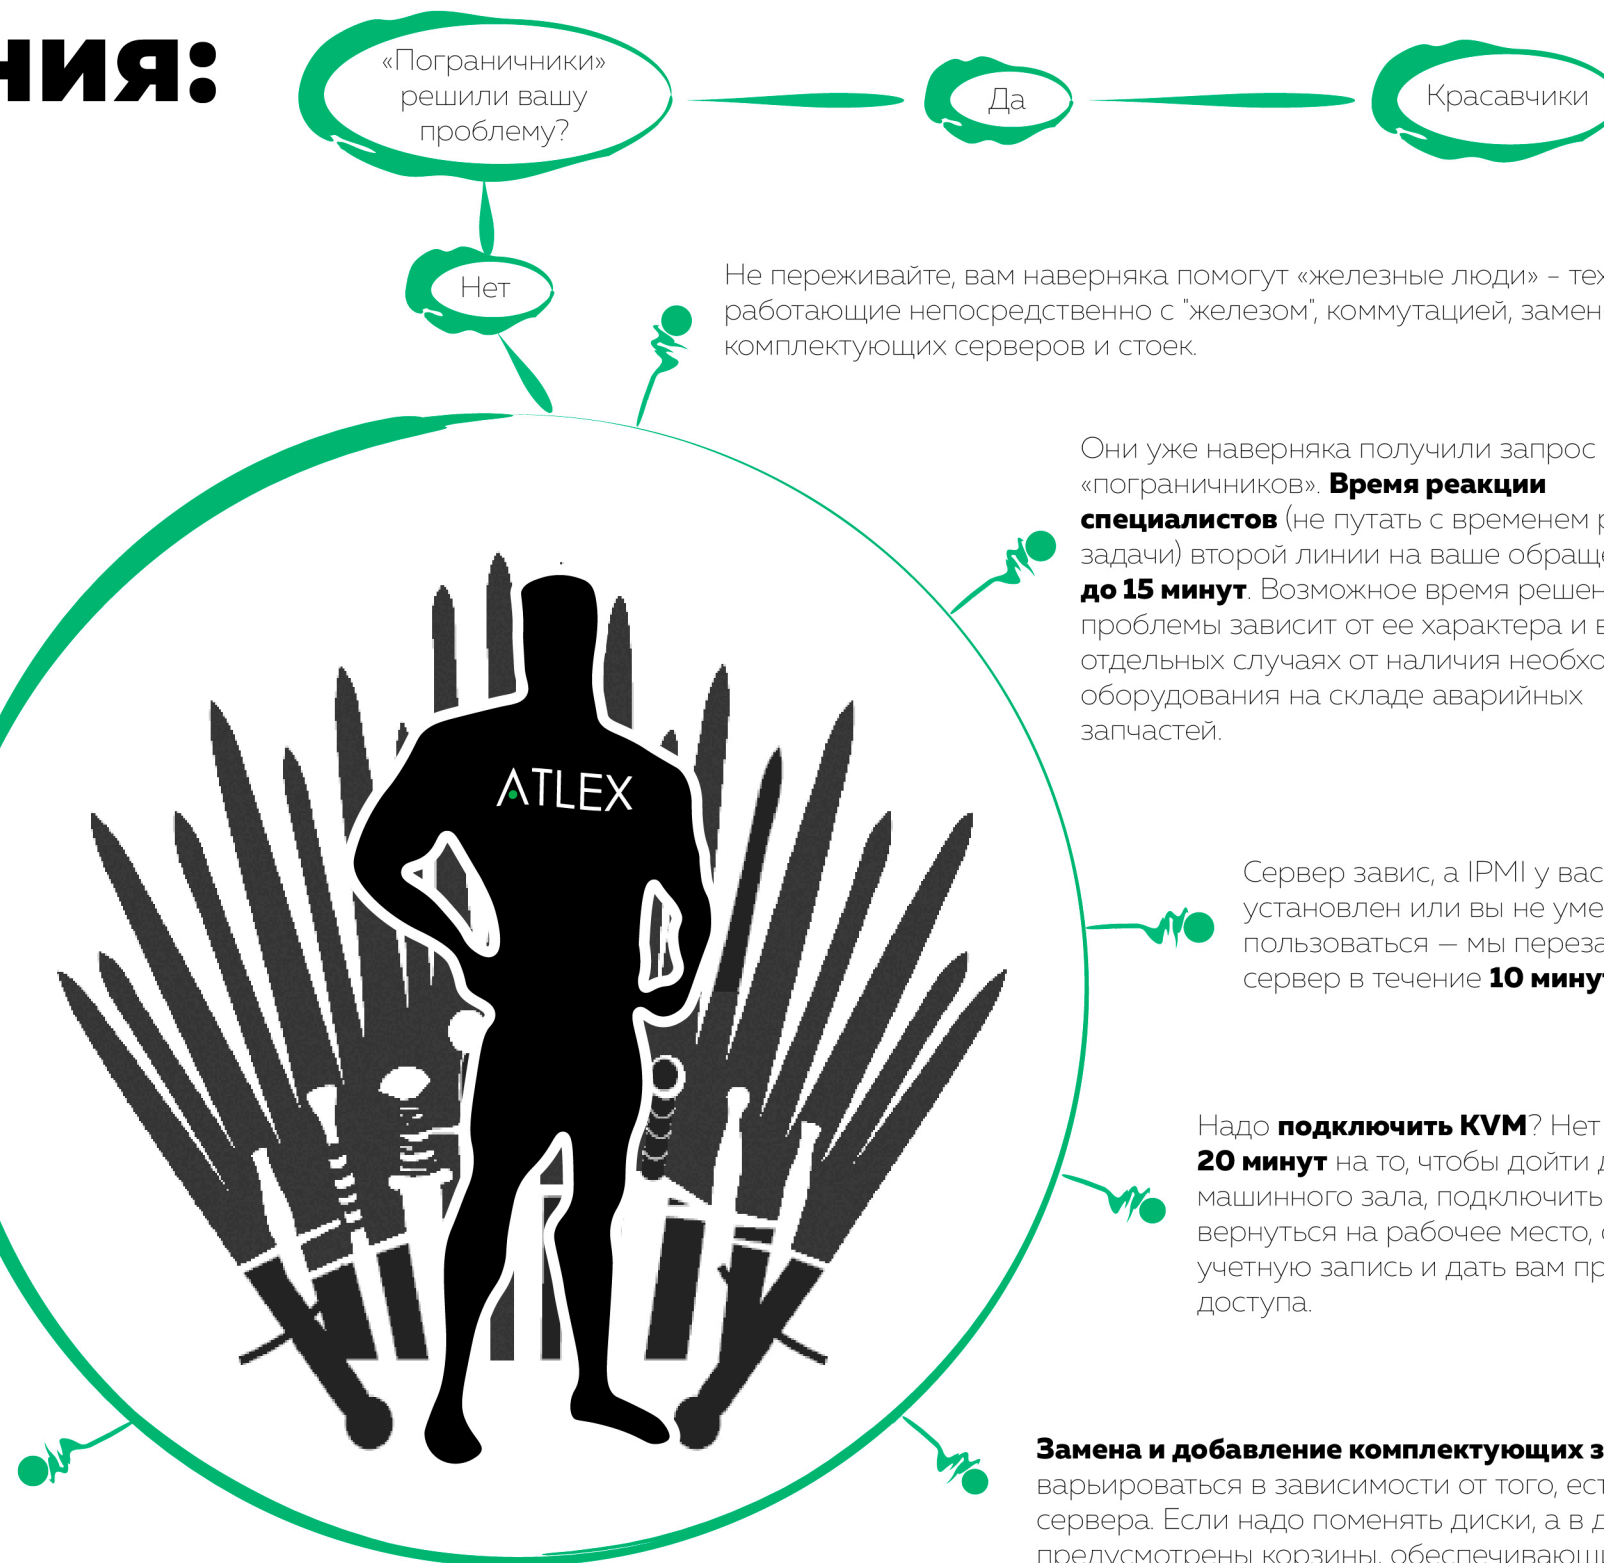 ния:
«Пограничники»
решили вашу
проблему?
Да
Красавчики
Нет
Не переживайте, вам наверняка помогут «железные люди» – тех
работающие непосредственно с "железом", коммутацией, замен
комплектующих серверов и стоек.
Они уже наверняка получили запрос
«пограничников». Время реакции
специалистов (не путать с временем р
задачи) второй линии на ваше обраще
до 15 минут. Возможное время решен
проблемы зависит от ее характера и в
отдельных случаях от наличия необхо
оборудования на складе аварийных
запчастей.
ATLEX
Сервер завис, а IPMI у вас
установлен или вы не уме
пользоваться — мы переза
сервер в течение 10 минут
Надо подключить KVM? Нет
20 минут на то, чтобы дойти д
машинного зала, подключить
вернуться на рабочее место, с
учетную запись и дать вам пр
доступа.
Замена и добавление комплектующих з
варьироваться в зависимости от того, ест
сервера. Если надо поменять диски, а в д
предусмотрены корзины, обеспечивающи